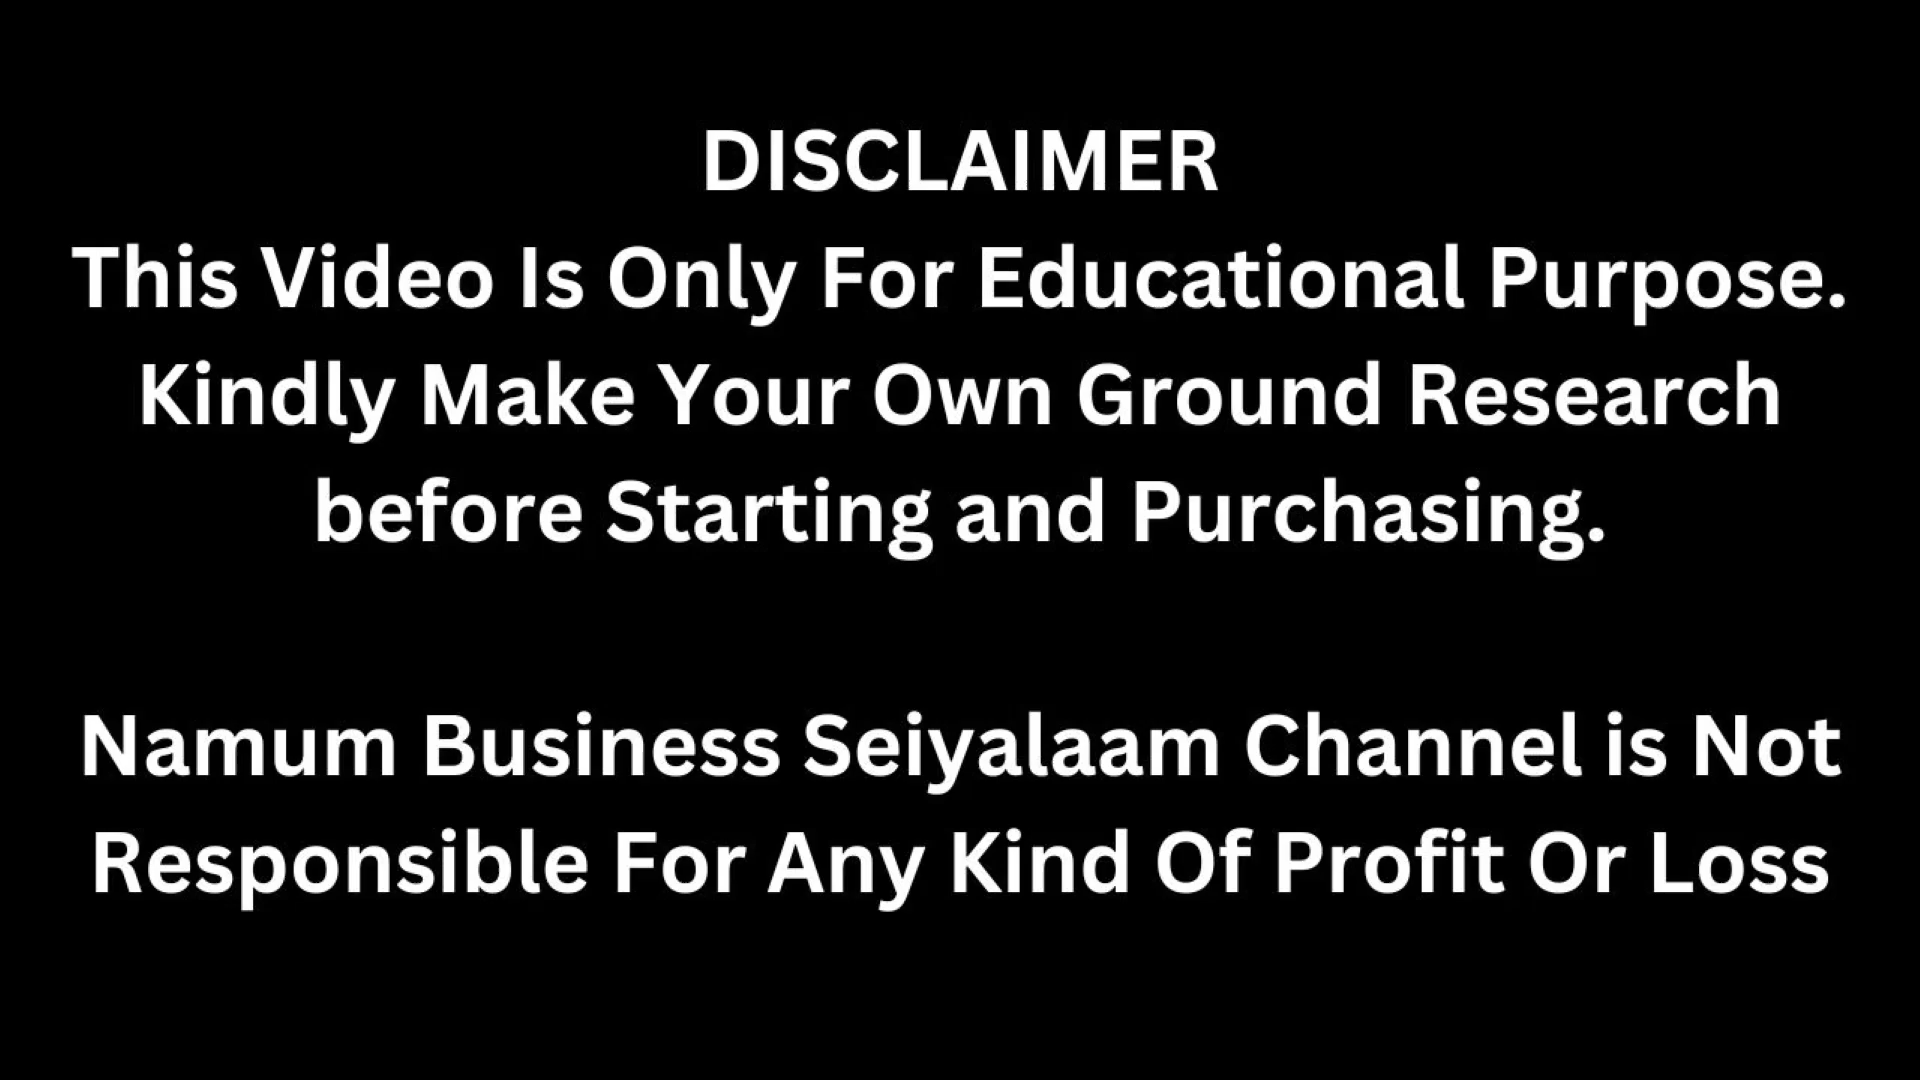 DISCLAIMER
This Video Is Only For Educational Purpose.
Kindly Make Your Own Ground Research
before Starting and Purchasing.
Namum Business Seiyalaam Channel is Not
Responsible For Any Kind Of Profit Or Loss